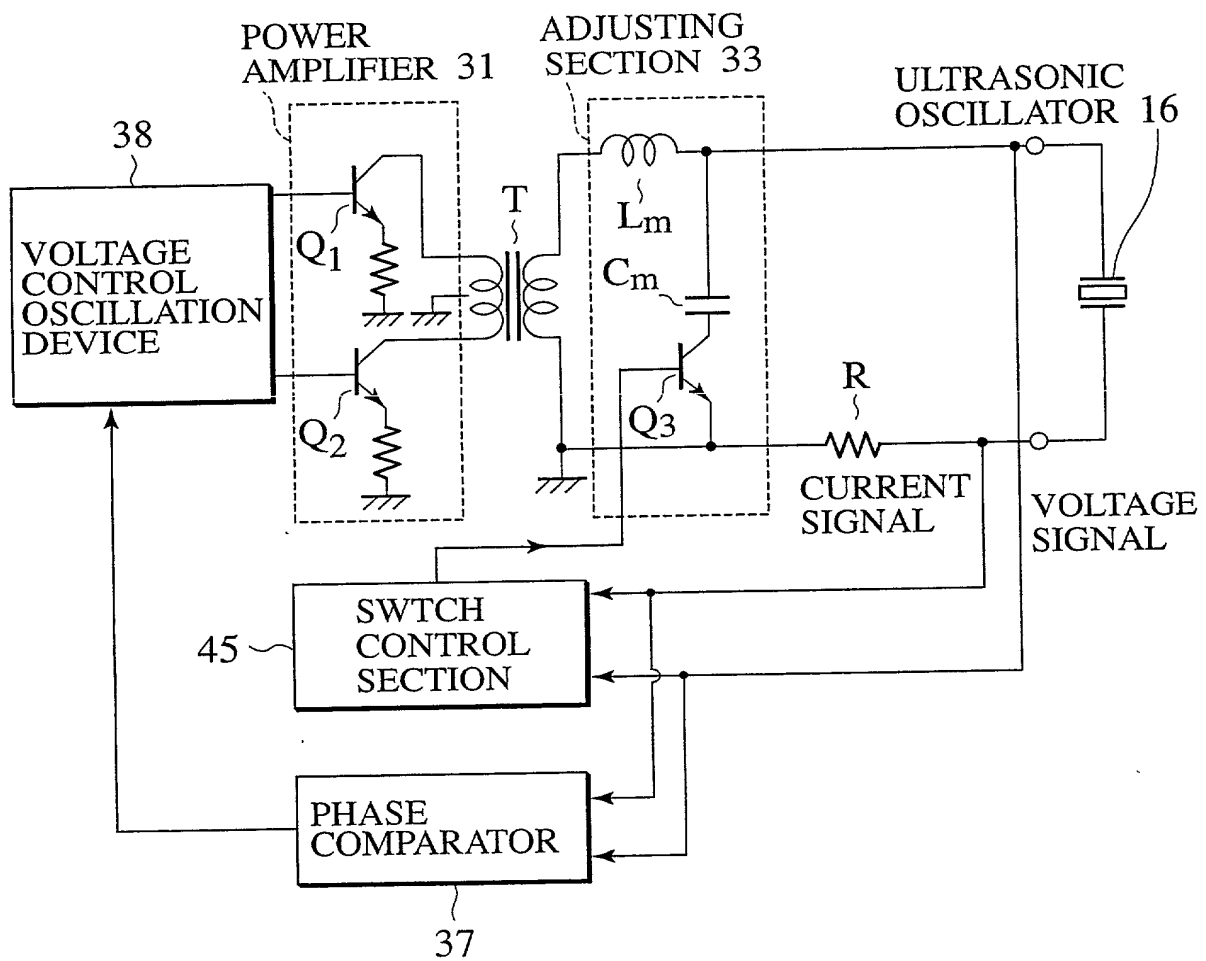 POWER
AMPLIFIER 31
ADJUSTING
SECTION 33
ULTRASONIC
OSCILLATOR 16
38
VOLTAGE
CONTROL
OSCILLATION
DEVICE
Q1
T
Lm
Cm
Q2
Q3
R
CURRENT
SIGNAL
VOLTAGE
SIGNAL
45
SWTCH
CONTROL
SECTION
PHASE
COMPARATOR
37